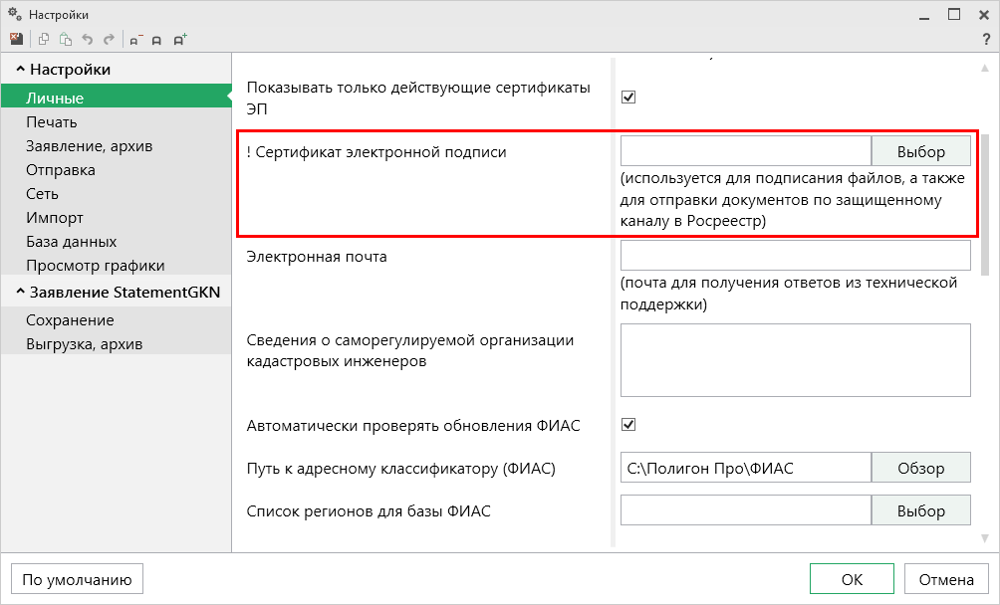 Настройки
?
Настройки
Личные
Печать
Заявление, архив
Отправка
Сеть
Импорт
База данных
Просмотр графики
Заявление StatementGKN
Сохранение
Выгрузка, архив
Показывать только действующие сертификаты
ЭП
! Сертификат электронной подписи
Выбор
(используется для подписания файлов, а также
для отправки документов по защищенному
каналу в Росреестр)
Электронная почта
(почта для получения ответов из технической
поддержки)
Сведения о саморегулируемой организации
кадастровых инженеров
Автоматически проверять обновления ФИАС
Путь к адресному классификатору (ФИАС)
C:\Полигон Про\ФИАС
Обзор
Список регионов для базы ФИАС
Выбор
По умолчанию
ОК
Отмена